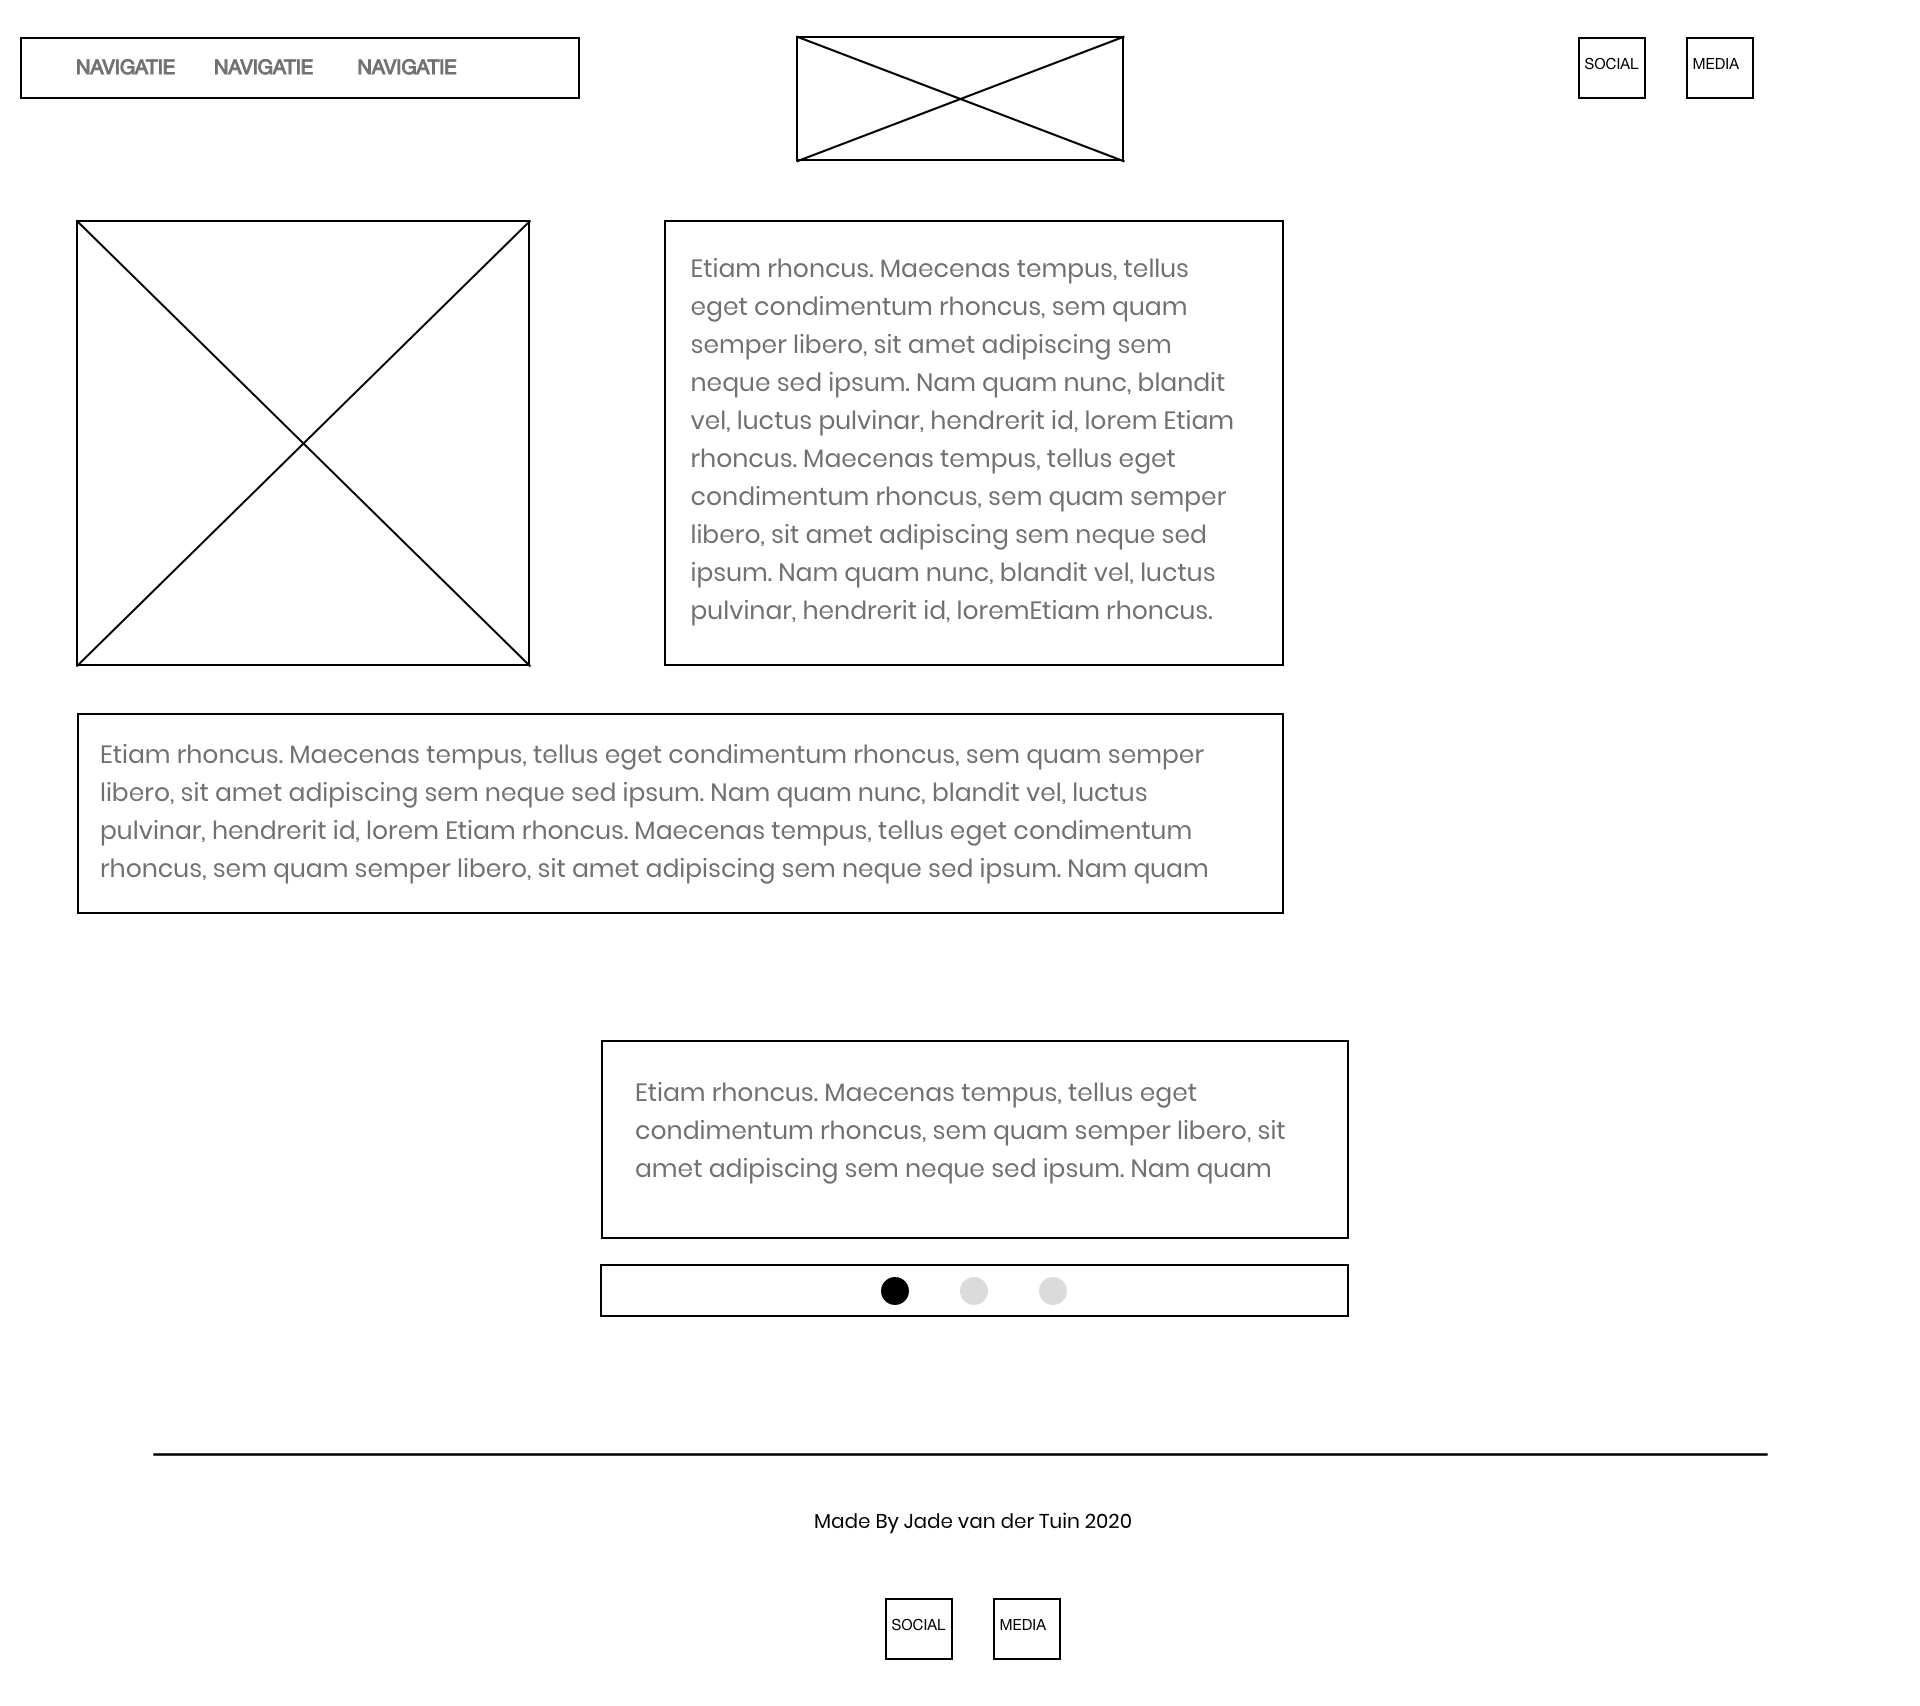 NAVIGATIE NAVIGATIE NAVIGATIE
SOCIAL MEDIA
Etiam rhoncus. Maecenas tempus, tellus
eget condimentum rhoncus, sem quam
semper libero, sit amet adipiscing sem
neque sed ipsum. Nam quam nunc, blandit
vel, luctus pulvinar, hendrerit id, lorem Etiam
rhoncus. Maecenas tempus, tellus eget
condimentum rhoncus, sem quam semper
libero, sit amet adipiscing sem neque sed
ipsum. Nam quam nunc, blandit vel, luctus
pulvinar, hendrerit id, loremEtiam rhoncus.
Etiam rhoncus. Maecenas tempus, tellus eget condimentum rhoncus, sem quam semper
libero, sit amet adipiscing sem neque sed ipsum. Nam quam nunc, blandit vel, luctus
pulvinar, hendrerit id, lorem Etiam rhoncus. Maecenas tempus, tellus eget condimentum
rhoncus, sem quam semper libero, sit amet adipiscing sem neque sed ipsum. Nam quam
Etiam rhoncus. Maecenas tempus, tellus eget
condimentum rhoncus, sem quam semper libero, sit
amet adipiscing sem neque sed ipsum. Nam quam
Made By Jade van der Tuin 2020
SOCIAL MEDIA